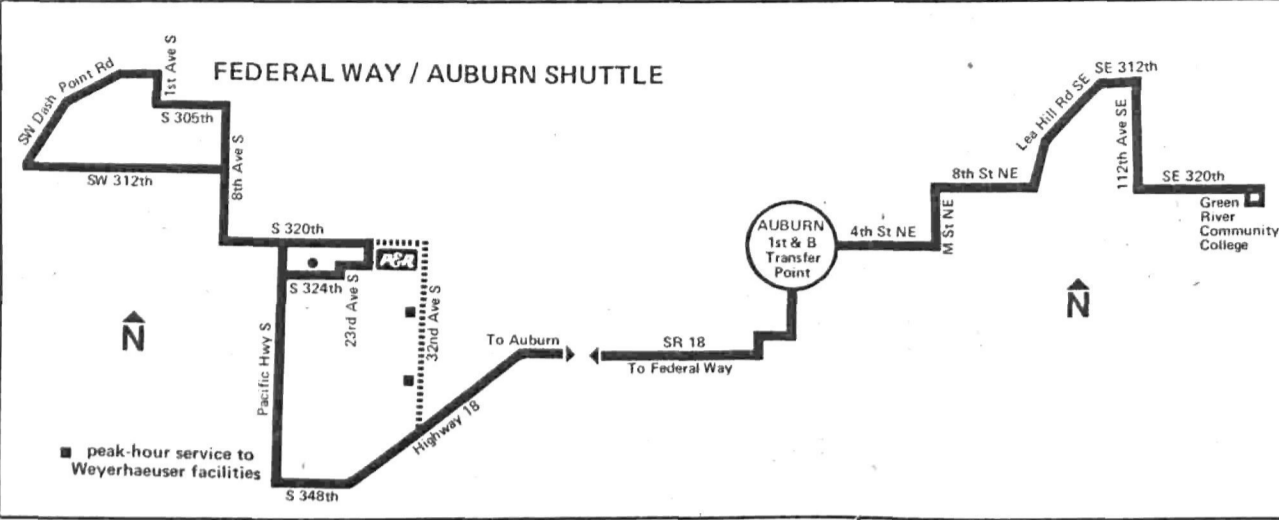 FEDERAL WAY / AUBURN SHUTTLE
SW Dash Point Rd
1st Ave S
S 305th
8th Ave S
SW 312th
S 320th
P&R
S 324th
23rd Ave S
32nd Ave S
N
Pacific Hwy S
To Auburn
Highway 18
S 348th
peak-hour service to
Weyerhaeuser facilities
SR 18
To Federal Way
AUBURN
1st & B
Transfer
Point
4th St NE
M St NE
8th St NE
Lea Hill Rd SE
SE 312th
112th Ave SE
SE 320th
Green
River
Community
College
N